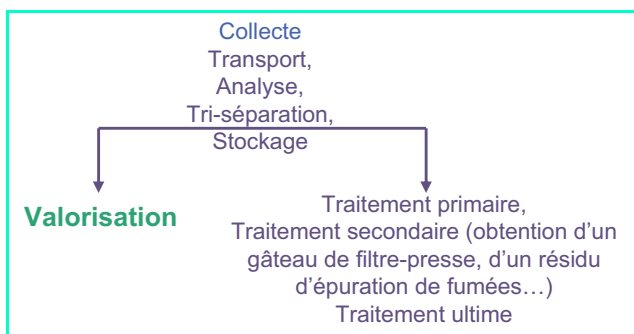 Collecte
Transport,
Analyse,
Tri-séparation,
Stockage
Valorisation
Traitement primaire,
Traitement secondaire (obtention d’un
gâteau de filtre-presse, d’un résidu
d’épuration de fumées…)
Traitement ultime